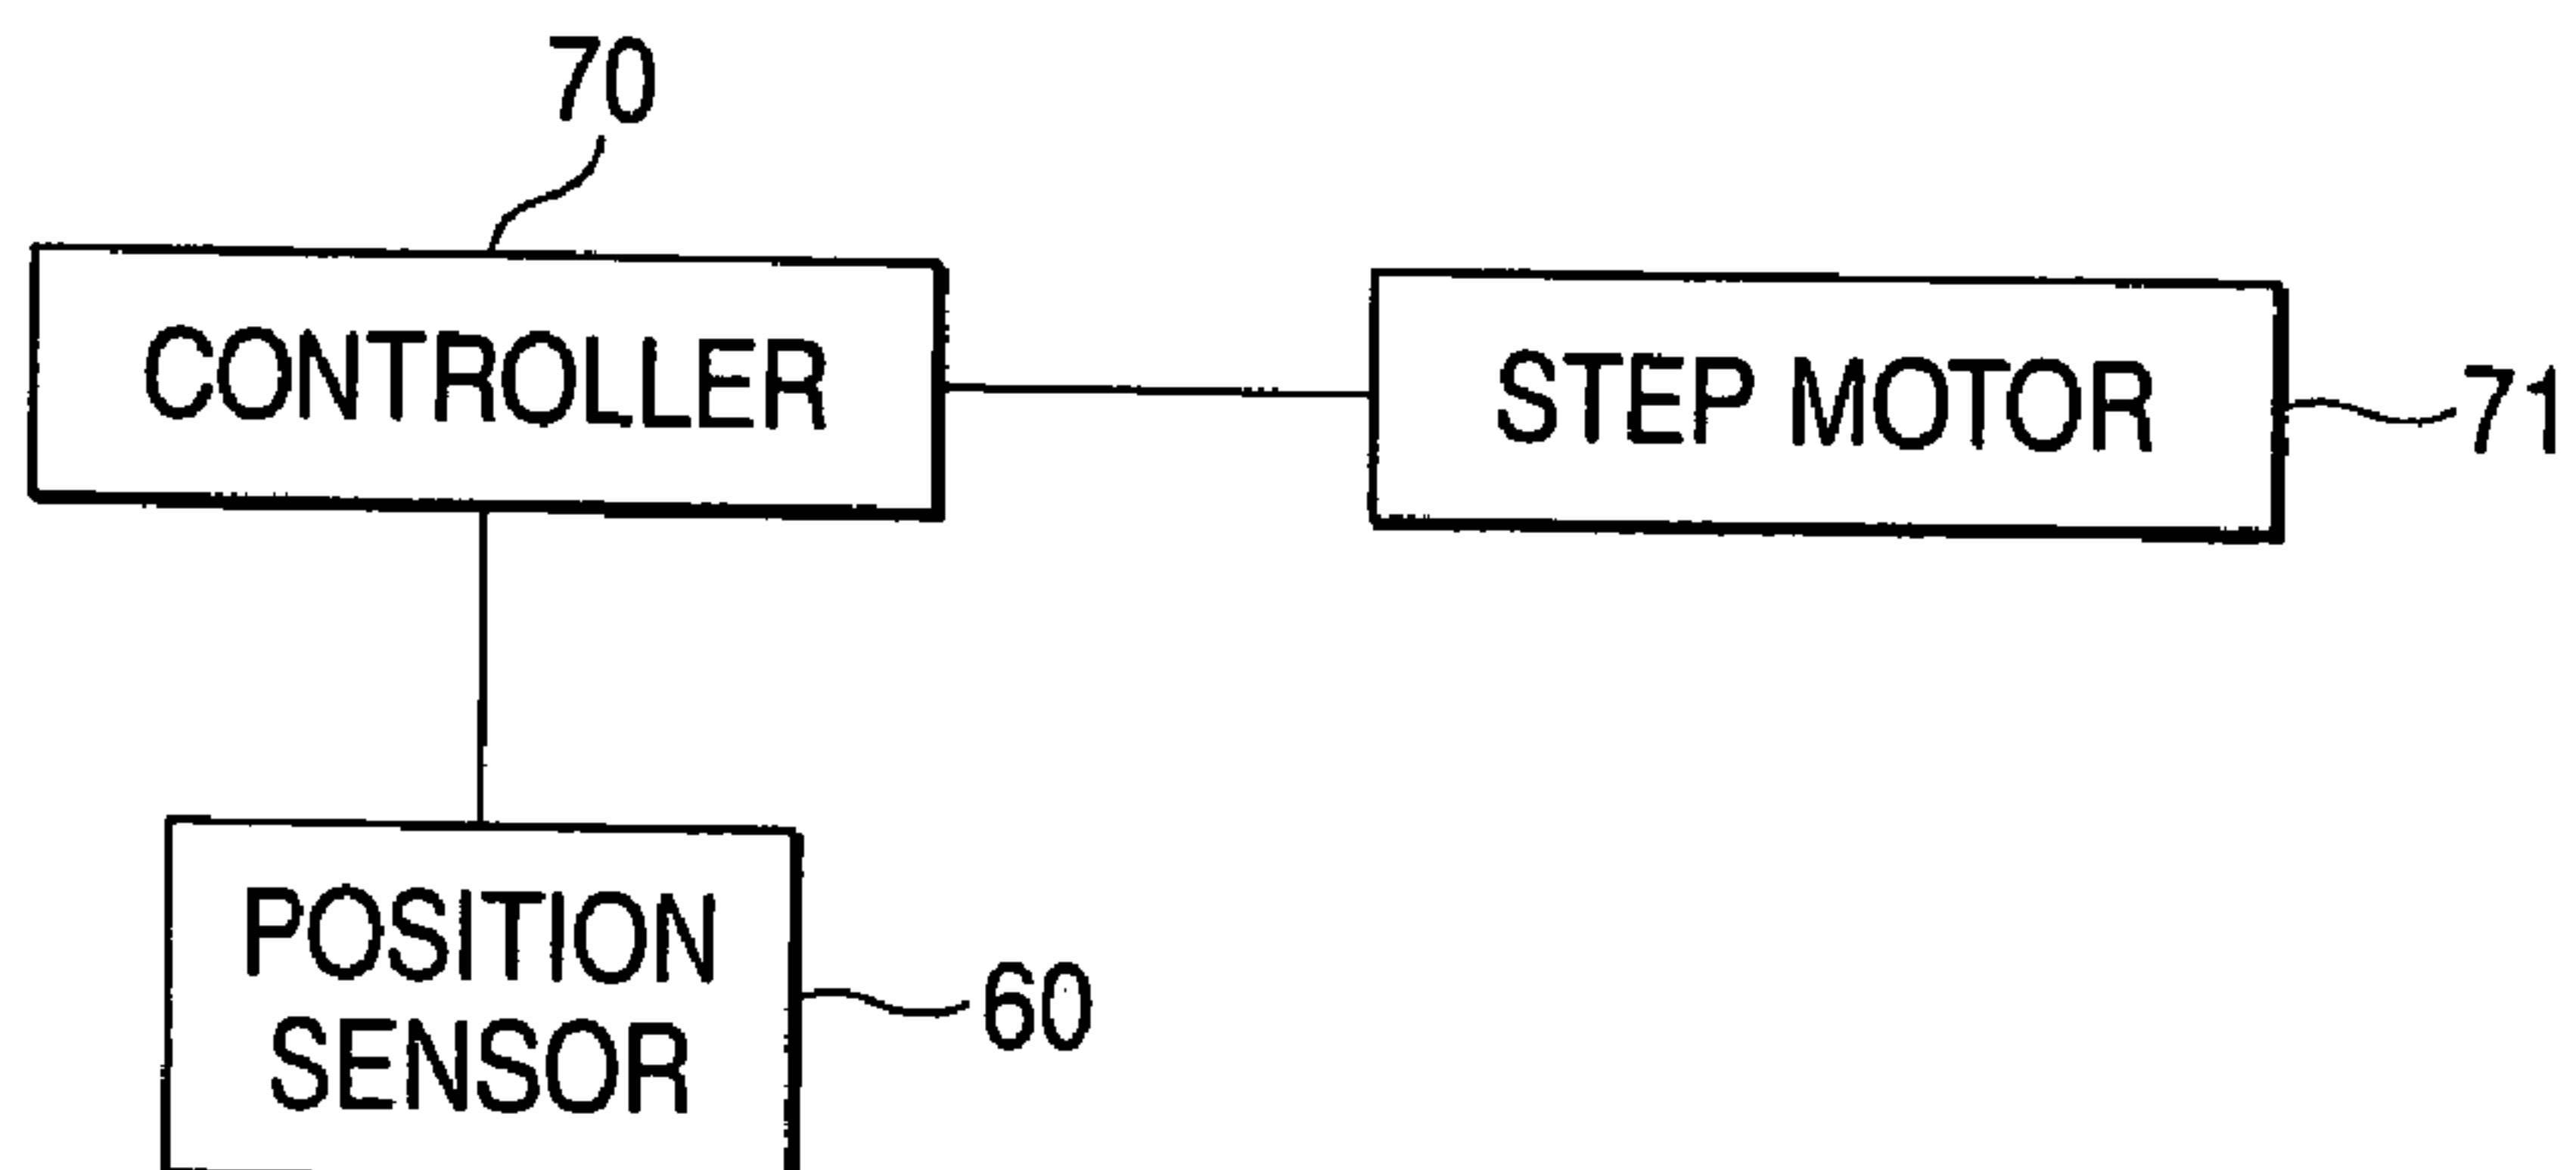 70
CONTROLLER
STEP MOTOR
71
POSITION
SENSOR
60